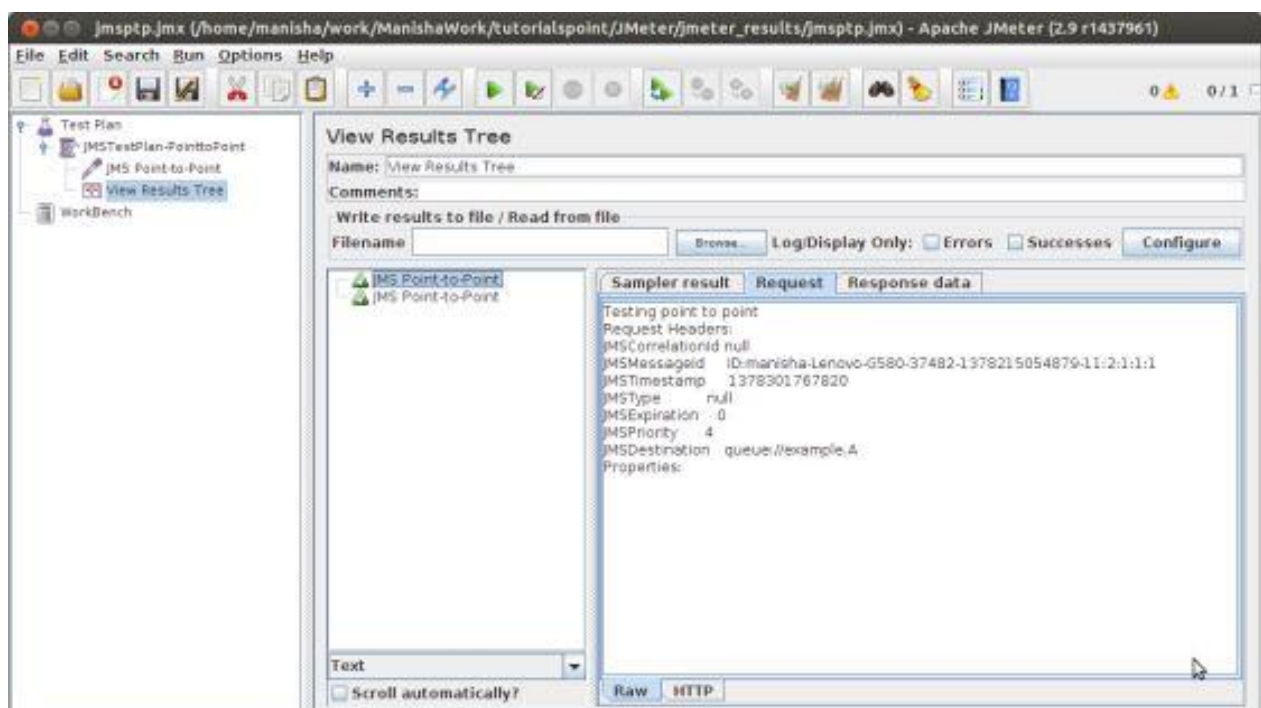 jmsptp.jmx (/home/manisha/work/ManishaWork/tutorialspoint/JMeter/jmeter_results/jmsptp.jmx) - Apache JMeter (2.9 r1437961)
File Edit Search Run Options Help
0 0/1
Test Plan
JMSTestPlan-PointtoPoint
JMS Point-to-Point
View Results Tree
WorkBench
View Results Tree
Name: View Results Tree
Comments:
Write results to file / Read from file
Filename Browse... Log/Display Only: Errors Successes Configure
JMS Point-to-Point
JMS Point-to-Point
Text
Scroll automatically?
Sampler result Request Response data
Testing point to point
Request Headers:
JMSCorrelationId null
JMSMessageId ID:manisha-Lenovo-G580-37482-1378215054879-11:2:1:1:1
JMSTimestamp 1378301767820
JMSType null
JMSExpiration 0
JMSPriority 4
JMSDestination queue://example.A
Properties:
Raw HTTP